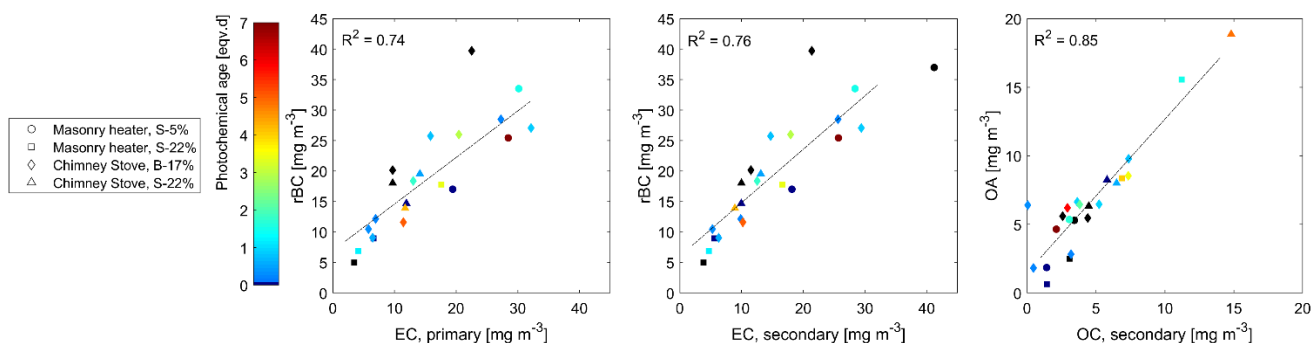 Masonry heater, S-5%
Masonry heater, S-22%
Chimney Stove, B-17%
Chimney Stove, S-22%
Photochemical age [eqv.d]
7
6
5
4
3
2
1
0
R² = 0.74
rBC [mg m⁻³]
45
40
35
30
25
20
15
10
5
0
0 10 20 30 40
EC, primary [mg m⁻³]
R² = 0.76
rBC [mg m⁻³]
45
40
35
30
25
20
15
10
5
0
0 10 20 30 40
EC, secondary [mg m⁻³]
R² = 0.85
OA [mg m⁻³]
20
15
10
5
0
0 5 10 15 20
OC, secondary [mg m⁻³]